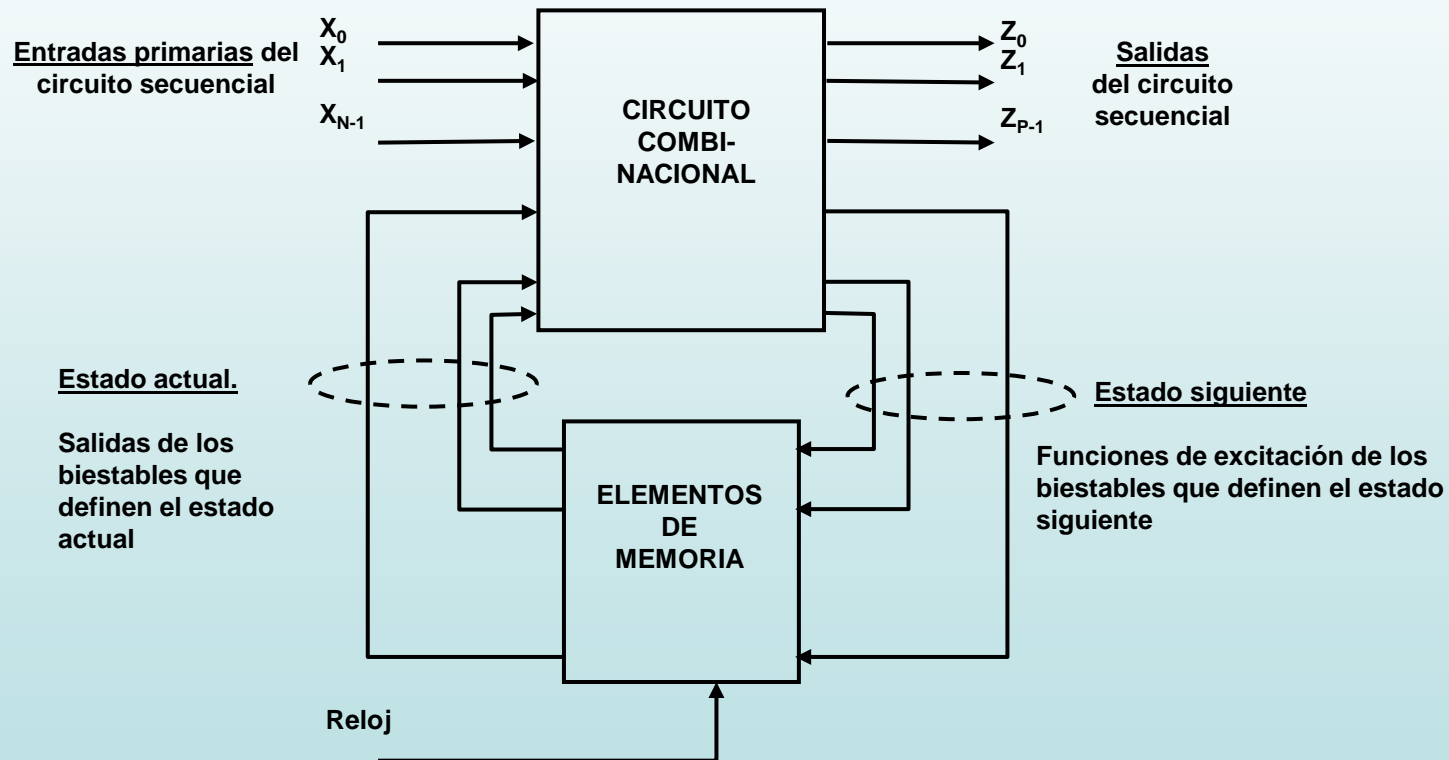 Entradas primarias del
circuito secuencial
X0
X1
XN-1
CIRCUITO
COMBI-
NACIONAL
Z0
Z1
ZP-1
Salidas
del circuito
secuencial
Estado actual.
Salidas de los
biestables que
definen el estado
actual
ELEMENTOS
DE
MEMORIA
Estado siguiente
Funciones de excitación de los
biestables que definen el estado
siguiente
Reloj